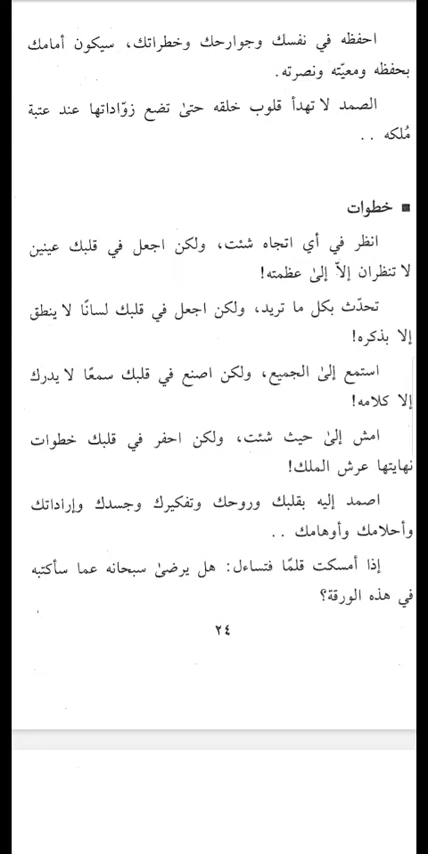 احفظه في نفسك وجوارحك وخطراتك، سيكون أمامك
بحفظه ومعيّته ونصرته.
الصمد لا تهدأ قلوب خلقه حتىٰ تضع زوّاداتها عند عتبة
مُلكه . .
■ خطوات
انظر في أي اتجاه شئت، ولكن اجعل في قلبك عينين
لا تنظران إلاّ إلىٰ عظمته!
تحدّث بكل ما تريد، ولكن اجعل في قلبك لسانًا لا ينطق
إلا بذكره!
استمع إلىٰ الجميع، ولكن اصنع في قلبك سمعًا لا يدرك
إلا كلامه!
امش إلىٰ حيث شئت، ولكن احفر في قلبك خطوات
نهايتها عرش الملك!
اصمد إليه بقلبك وروحك وتفكيرك وجسدك وإراداتك
وأحلامك وأوهامك . .
إذا أمسكت قلمًا فتساءل: هل يرضىٰ سبحانه عما سأكتبه
في هذه الورقة؟
٢٤